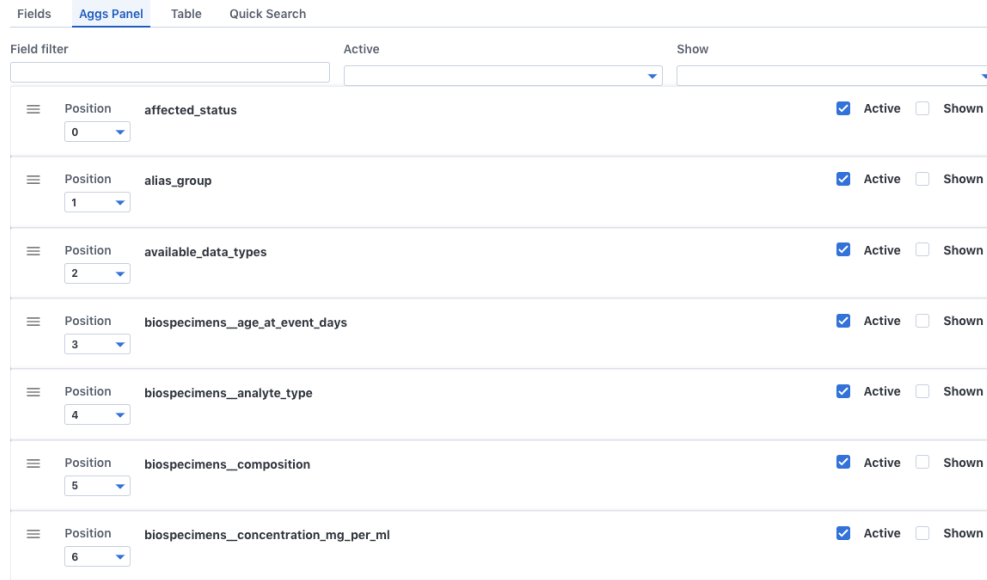 Fields Aggs Panel Table Quick Search
Field filter Active Show
Position affected_status Active Shown
0
Position alias_group Active Shown
1
Position available_data_types Active Shown
2
Position biospecimens__age_at_event_days Active Shown
3
Position biospecimens__analyte_type Active Shown
4
Position biospecimens__composition Active Shown
5
Position biospecimens__concentration_mg_per_ml Active Shown
6